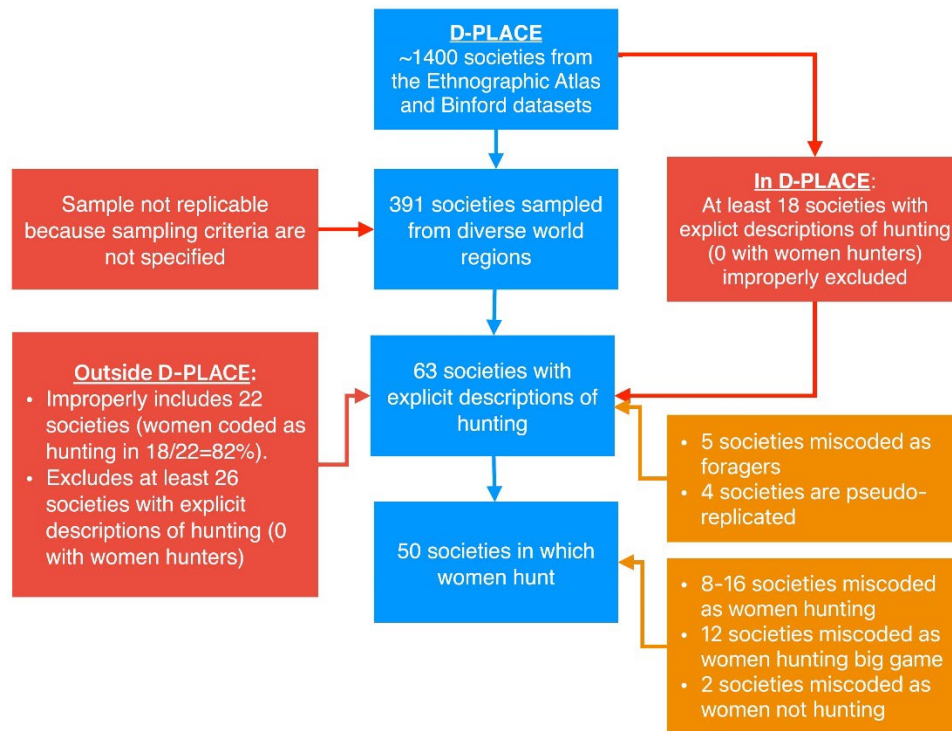 D-PLACE
~1400 societies from
the Ethnographic Atlas
and Binford datasets
Sample not replicable
because sampling criteria are
not specified
391 societies sampled
from diverse world
regions
In D-PLACE:
At least 18 societies with
explict descriptions of hunting
(0 with women hunters)
improperly excluded
Outside D-PLACE:
• Improperly includes 22
societies (women coded as
hunting in 18/22=82%).
• Excludes at least 26
societies with explicit
descriptions of hunting (0
with women hunters)
63 societies with
explicit descriptions of
hunting
• 5 societies miscoded as
foragers
• 4 societies are pseudo-
replicated
50 societies in which
women hunt
• 8-16 societies miscoded
as women hunting
• 12 societies miscoded as
women hunting big game
• 2 societies miscoded as
women not hunting